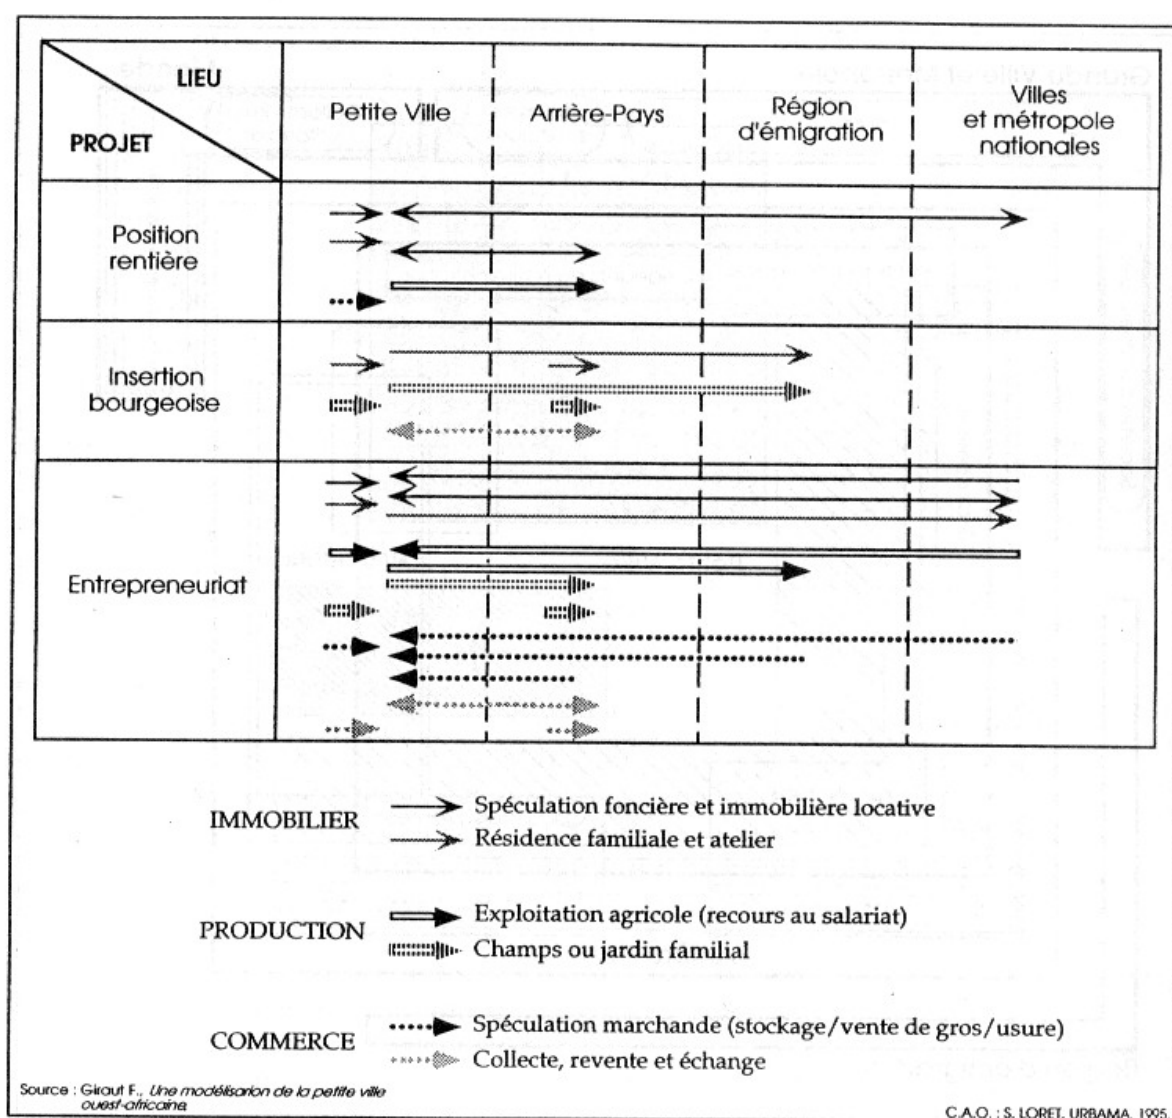 LIEU
PROJET
Petite Ville
Arrière-Pays
Région
d'émigration
Villes
et métropole
nationales
Position
rentière
Insertion
bourgeoise
Entrepreneuriat
IMMOBILIER
Spéculation foncière et immobilière locative
Résidence familiale et atelier
PRODUCTION
Exploitation agricole (recours au salariat)
Champs ou jardin familial
COMMERCE
Spéculation marchande (stockage/vente de gros/usure)
Collecte, revente et échange
Source : Giraut F., Une modélisation de la petite ville
ouest-africaine
C.A.O. : S. LORET, URBAMA, 1995